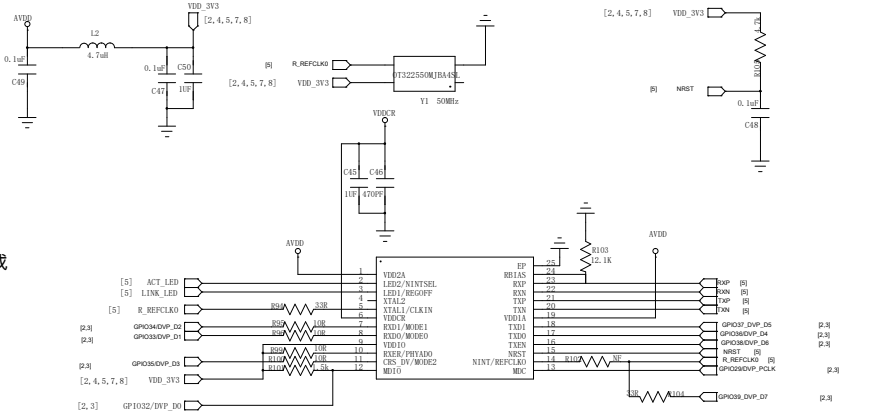 VDD_3V3
[2,4,5,7,8]
AVDD
L2
4.7uH
0.1uF
C49
0.1uF
C47
C50
1UF
[5] R_REFCLK0
[2,4,5,7,8] VDD_3V3
OT322550MJBA4SL
Y1 50MHz
[2,4,5,7,8] VDD_3V3
4.7k
[5] NRST
0.1uF
C48
VDDCR
C45
1UF
C46
470PF
AVDD
R103
12.1K
AVDD
成
[5] ACT_LED
[5] LINK_LED
[5] R_REFCLK0
R94 33R
[2,3] GPIO34/DVP_D2
R95 10R
[2,3] GPIO33/DVP_D1
10R
R99 10R
[2,3] GPIO35/DVP_D3
10R
[2,4,5,7,8] VDD_3V3
1.5k
[2,3] GPIO32/DVP_D0
1 VDD2A
2 LED2/NINTSEL
3 LED1/REGOFF
4 XTAL2
5 XTAL1/CLKIN
6 VDDCR
7 RXD1/MODE1
8 RXD0/MODE0
9 VDDIO
10 RXER/PHYAD0
11 CRS_DV/MODE2
12 MDIO
EP 25
RBIAS 24
RXP 23
RXN 22
TXP 21
TXN 20
VDD1A 19
TXD1 18
TXD0 17
TXEN 16
NRST 15
NINT/REFCLKO 14
MDC 13
RXP [5]
RXN [5]
TXP [5]
TXN [5]
GPIO37_DVP_D5 [2,3]
GPIO36/DVP_D4 [2,3]
GPIO38/DVP_D6 [2,3]
NRST [5]
R102 NF
R_REFCLK0 [5]
GPIO29/DVP_PCLK [2,3]
33R R104
GPIO39_DVP_D7 [2,3]